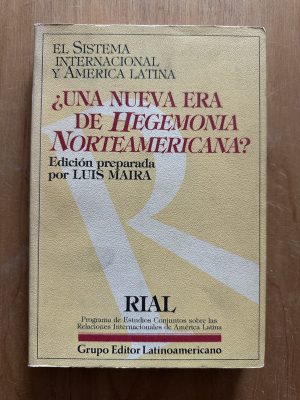 EL SISTEMA
INTERNACIONAL
Y AMERICA LATINA
¿UNA NUEVA ERA
DE HEGEMONIA
NORTEAMERICANA?
Edición preparada
por LUIS MAIRA
RIAL
Programa de Estudios Conjuntos sobre las
Relaciones Internacionales de América Latina
Grupo Editor Latinoamericano